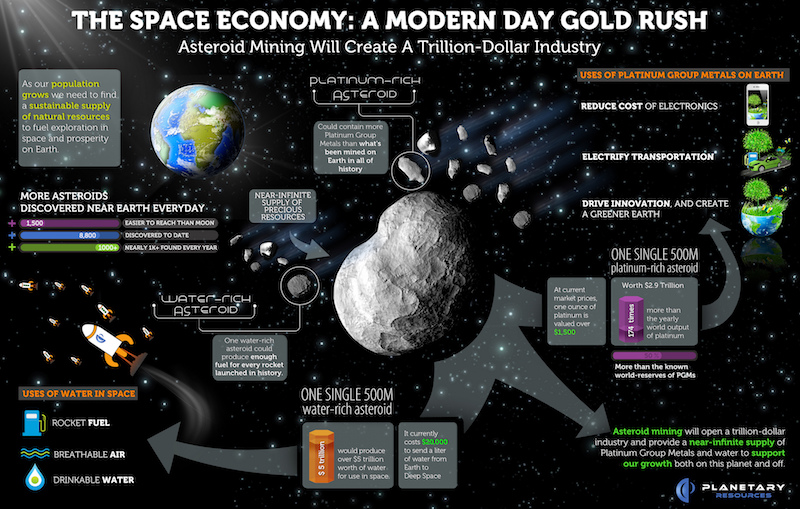 THE SPACE ECONOMY: A MODERN DAY GOLD RUSH
Asteroid Mining Will Create A Trillion-Dollar Industry
As our population
grows we need to find
a sustainable supply
of natural resources
to fuel exploration in
space and prosperity
on Earth.
PLATINUM-RICH
ASTEROID
Could contain more
Platinum Group
Metals than what's
been mined on
Earth in all of
history
USES OF PLATINUM GROUP METALS ON EARTH
REDUCE COST OF ELECTRONICS
ELECTRIFY TRANSPORTATION
DRIVE INNOVATION, AND CREATE
A GREENER EARTH
MORE ASTEROIDS
DISCOVERED NEAR EARTH EVERYDAY
+ 1,500 EASIER TO REACH THAN MOON
+ 8,800 DISCOVERED TO DATE
+ 1000+ NEARLY 1K+ FOUND EVERY YEAR
NEAR-INFINITE
SUPPLY OF
PRECIOUS
RESOURCES
WATER-RICH
ASTEROID
One water-rich
asteroid could
produce enough
fuel for every rocket
launched in history.
ONE SINGLE 500M
platinum-rich asteroid
At current
market prices,
one ounce of
platinum is
valued over
$1,500
Worth $2.9 Trillion
174 times
more than
the yearly
world output
of platinum
More than the known
world-reserves of PGMs
USES OF WATER IN SPACE
ROCKET FUEL
BREATHABLE AIR
DRINKABLE WATER
ONE SINGLE 500M
water-rich asteroid
$ 5 trillion
would produce
over $5 trillion
worth of water
for use in space.
It currently
costs $20,000
to send a liter
of water from
Earth to
Deep Space
Asteroid mining will open a trillion-dollar
industry and provide a near-infinite supply of
Platinum Group Metals and water to support
our growth both on this planet and off.
PLANETARY
RESOURCES